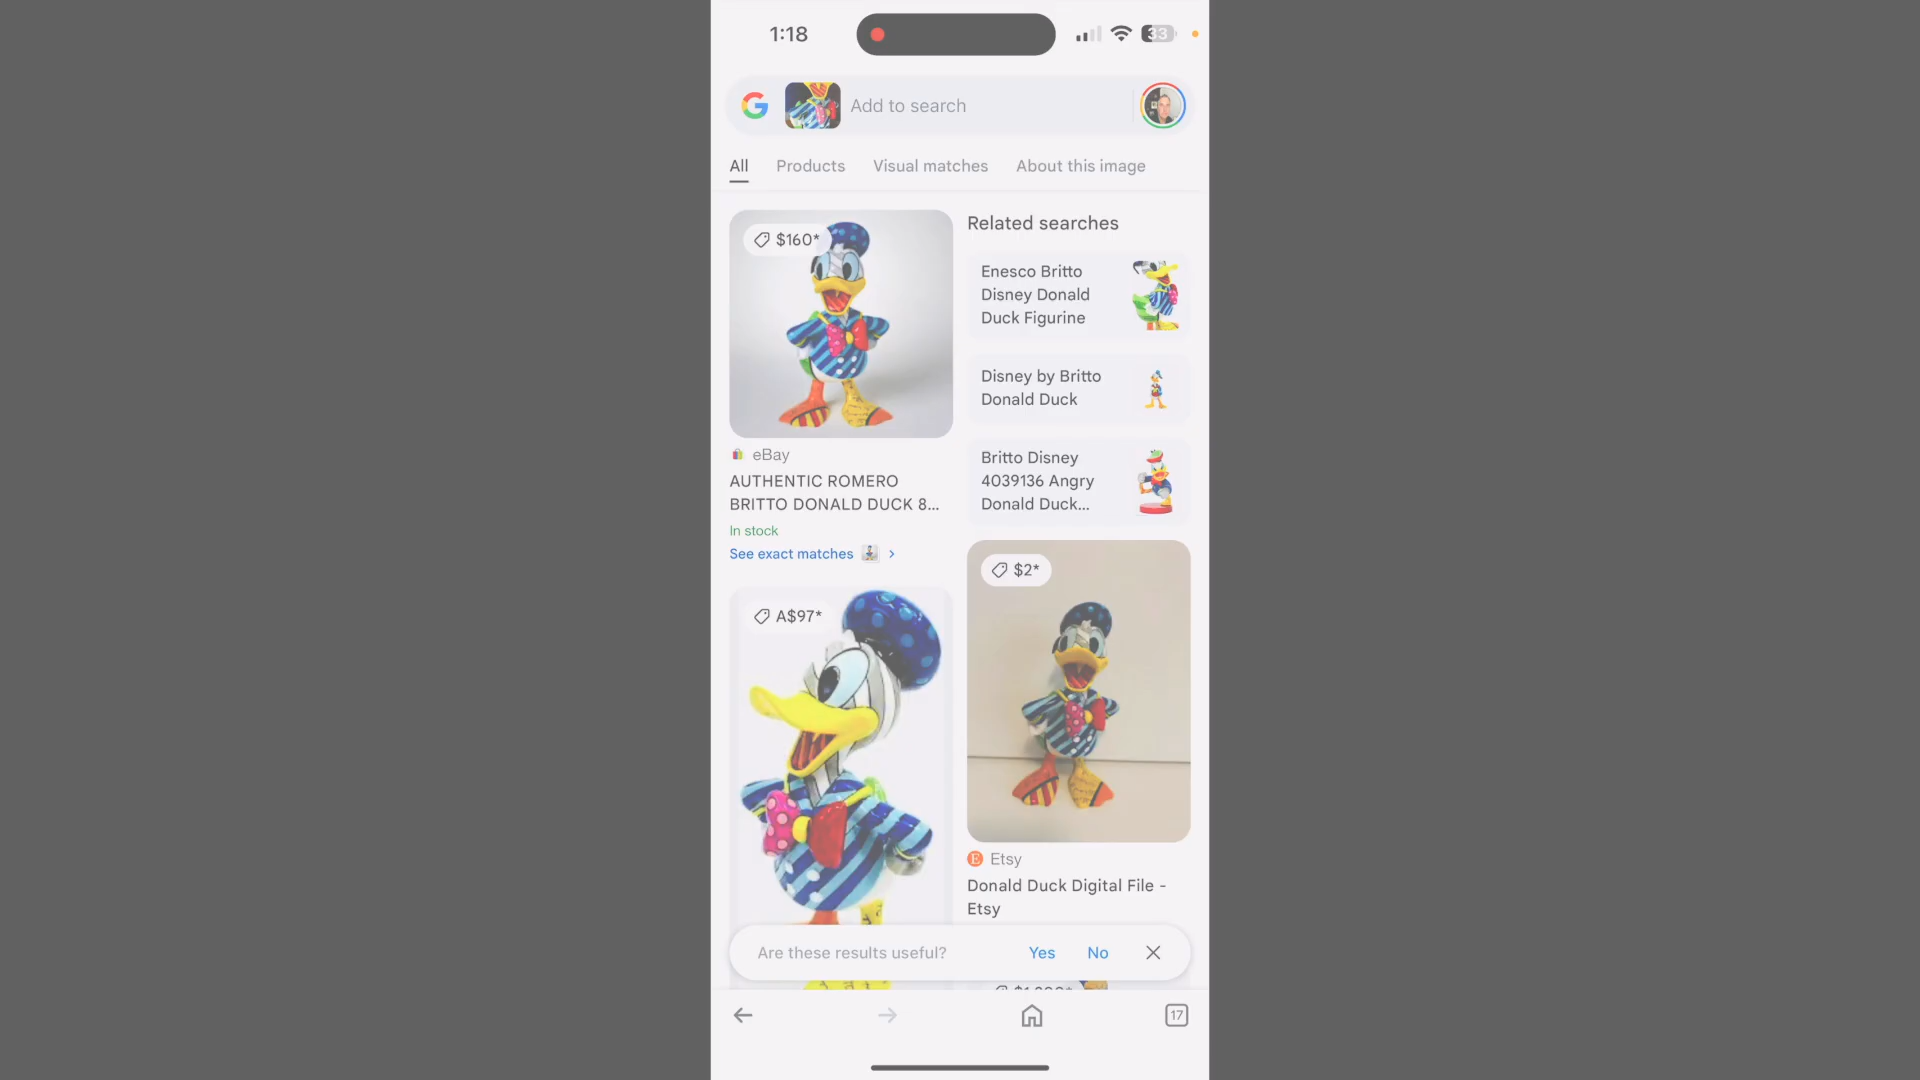 1:18
33
Add to search
All
Products
Visual matches
About this image
$160*
eBay
AUTHENTIC ROMERO
BRITTO DONALD DUCK 8...
In stock
See exact matches
A$97*
Related searches
Enesco Britto
Disney Donald
Duck Figurine
Disney by Britto
Donald Duck
Britto Disney
4039136 Angry
Donald Duck...
$2*
Etsy
Donald Duck Digital File -
Etsy
Are these results useful?
Yes
No
17